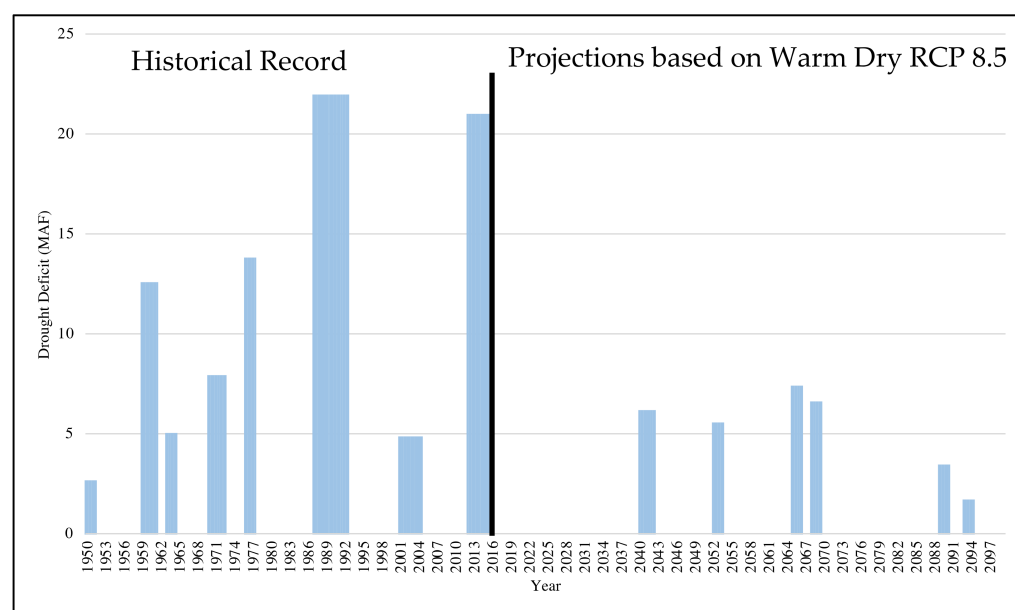 Historical Record
Projections based on Warm Dry RCP 8.5
Drought Deficit (MAF)
25
20
15
10
5
0
1950 1953 1956 1959 1962 1965 1968 1971 1974 1977 1980 1983 1986 1989 1992 1995 1998 2001 2004 2007 2010 2013 2016 2019 2022 2025 2028 2031 2034 2037 2040 2043 2046 2049 2052 2055 2058 2061 2064 2067 2070 2073 2076 2079 2082 2085 2088 2091 2094 2097
Year